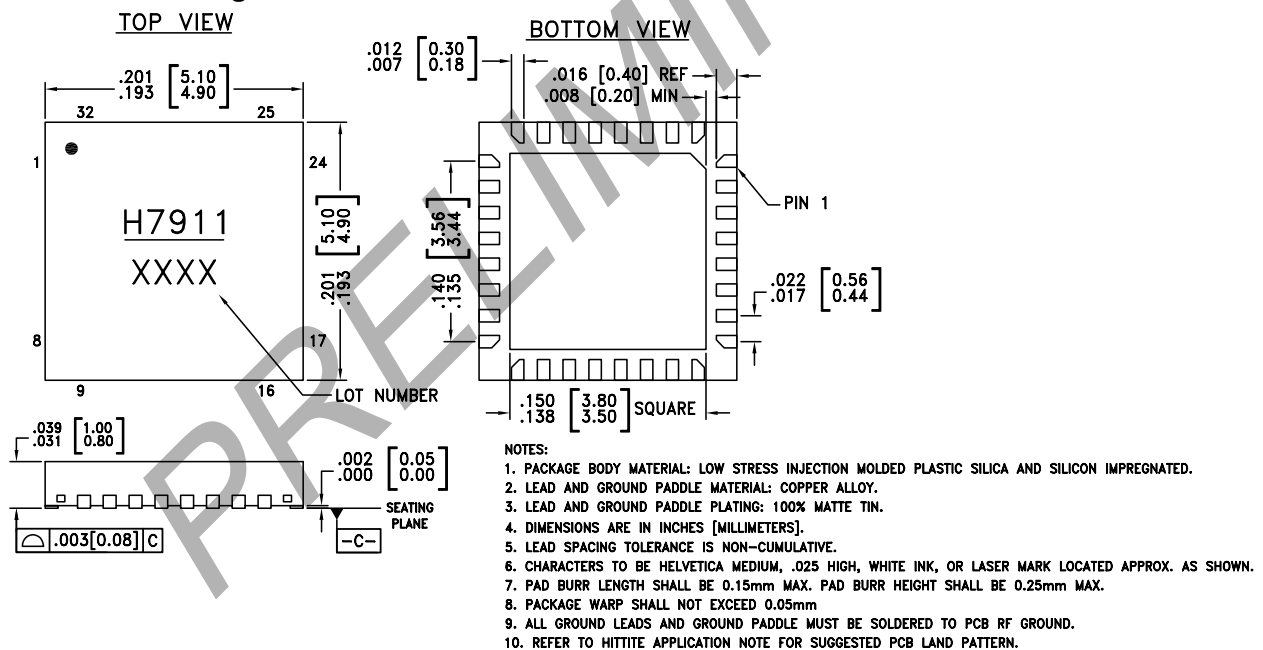 TOP VIEW
.201 [5.10]
.193 [4.90]
32 25
1 24
H7911
XXXX
8 17
9 16
5.10
4.90
.201
.193
LOT NUMBER
BOTTOM VIEW
.012 [0.30]
.007 [0.18]
.016 [0.40] REF
.008 [0.20] MIN
PIN 1
3.56
3.44
.140
.135
.022 [0.56]
.017 [0.44]
.150 [3.80]
.138 [3.50]
SQUARE
.039 [1.00]
.031 [0.80]
.002 [0.05]
.000 [0.00]
SEATING
PLANE
.003[0.08] C
-C-
NOTES:
1. PACKAGE BODY MATERIAL: LOW STRESS INJECTION MOLDED PLASTIC SILICA AND SILICON IMPREGNATED.
2. LEAD AND GROUND PADDLE MATERIAL: COPPER ALLOY.
3. LEAD AND GROUND PADDLE PLATING: 100% MATTE TIN.
4. DIMENSIONS ARE IN INCHES [MILLIMETERS].
5. LEAD SPACING TOLERANCE IS NON-CUMULATIVE.
6. CHARACTERS TO BE HELVETICA MEDIUM, .025 HIGH, WHITE INK, OR LASER MARK LOCATED APPROX. AS SHOWN.
7. PAD BURR LENGTH SHALL BE 0.15mm MAX. PAD BURR HEIGHT SHALL BE 0.25mm MAX.
8. PACKAGE WARP SHALL NOT EXCEED 0.05mm
9. ALL GROUND LEADS AND GROUND PADDLE MUST BE SOLDERED TO PCB RF GROUND.
10. REFER TO HITTITE APPLICATION NOTE FOR SUGGESTED PCB LAND PATTERN.
PRELIMI